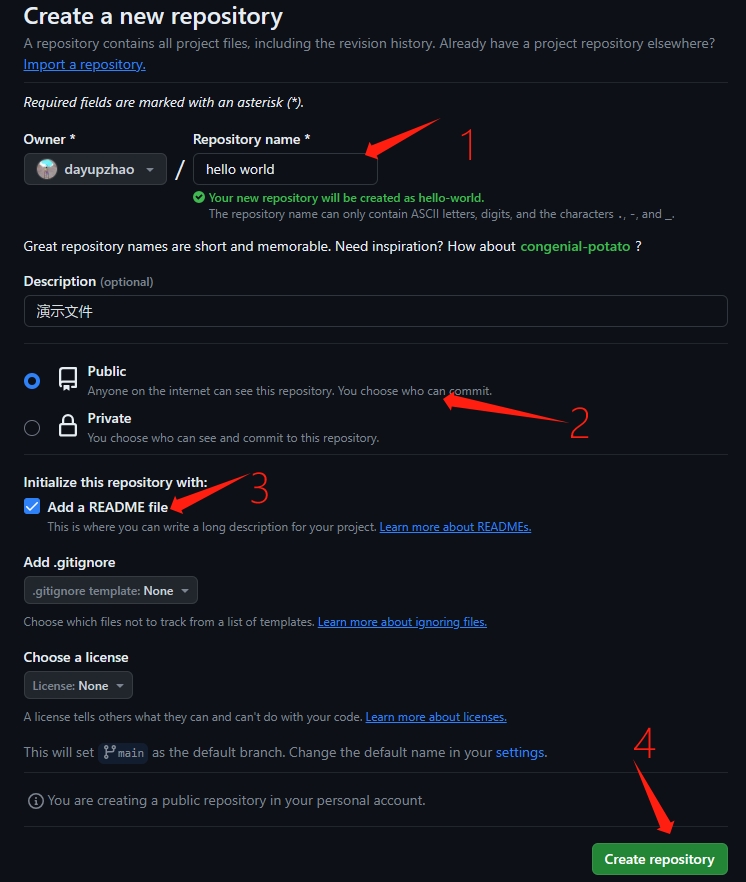 Create a new repository
A repository contains all project files, including the revision history. Already have a project repository elsewhere?
Import a repository.
Required fields are marked with an asterisk (*).
Owner *
Repository name *
1
dayupzhao
/
hello world
Your new repository will be created as hello-world.
The repository name can only contain ASCII letters, digits, and the characters ., -, and _.
Great repository names are short and memorable. Need inspiration? How about congenial-potato ?
Description (optional)
演示文件
Public
Anyone on the internet can see this repository. You choose who can commit.
Private
2
You choose who can see and commit to this repository.
Initialize this repository with:
3
Add a README file
This is where you can write a long description for your project. Learn more about READMEs.
Add .gitignore
.gitignore template: None
Choose which files not to track from a list of templates. Learn more about ignoring files.
Choose a license
License: None
A license tells others what they can and can't do with your code. Learn more about licenses.
This will set main as the default branch. Change the default name in your settings.
4
You are creating a public repository in your personal account.
Create repository